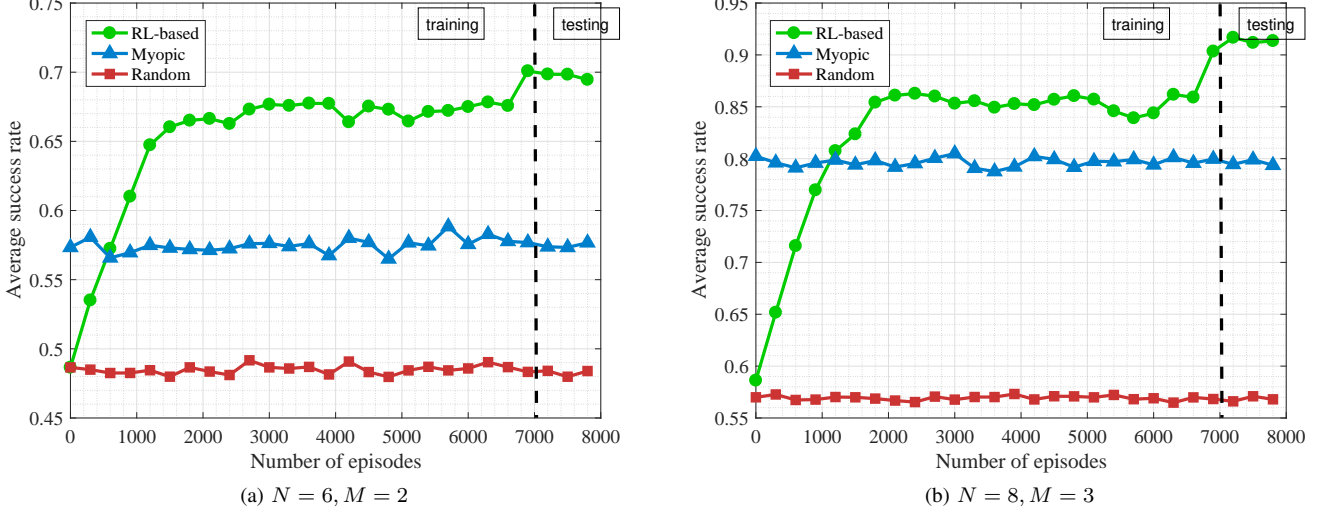 0.75
0.7
0.65
0.6
0.55
0.5
0.45
Average success rate
RL-based
Myopic
Random
training
testing
0 1000 2000 3000 4000 5000 6000 7000 8000
Number of episodes
(a) N = 6, M = 2
0.95
0.9
0.85
0.8
0.75
0.7
0.65
0.6
0.55
Average success rate
RL-based
Myopic
Random
training
testing
0 1000 2000 3000 4000 5000 6000 7000 8000
Number of episodes
(b) N = 8, M = 3